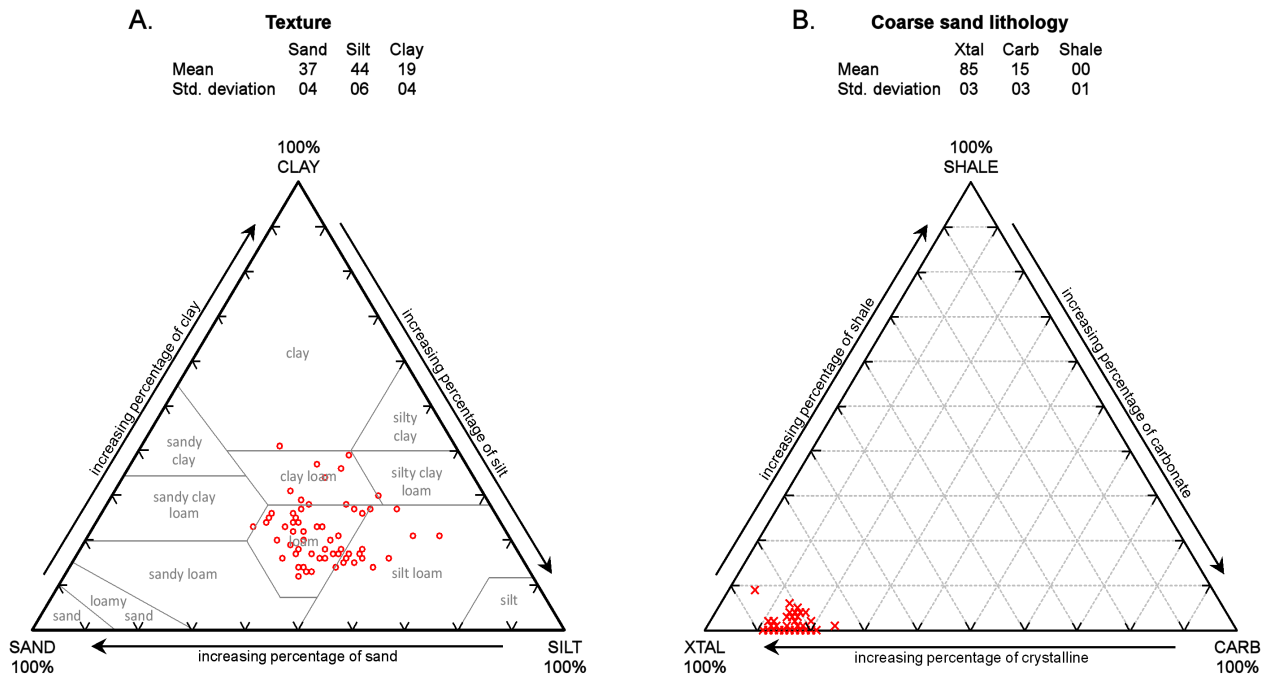 A.
Texture
Sand Silt Clay
Mean 37 44 19
Std. deviation 04 06 04
100%
CLAY
increasing percentage of clay
increasing percentage of silt
clay
silty
clay
sandy
clay
clay loam
silty clay
loam
sandy clay
loam
loam
sandy loam
silt loam
loamy
sand
sand
silt
SAND
100%
SILT
100%
increasing percentage of sand
B.
Coarse sand lithology
Xtal Carb Shale
Mean 85 15 00
Std. deviation 03 03 01
100%
SHALE
increasing percentage of shale
increasing percentage of carbonate
XTAL
100%
CARB
100%
increasing percentage of crystalline